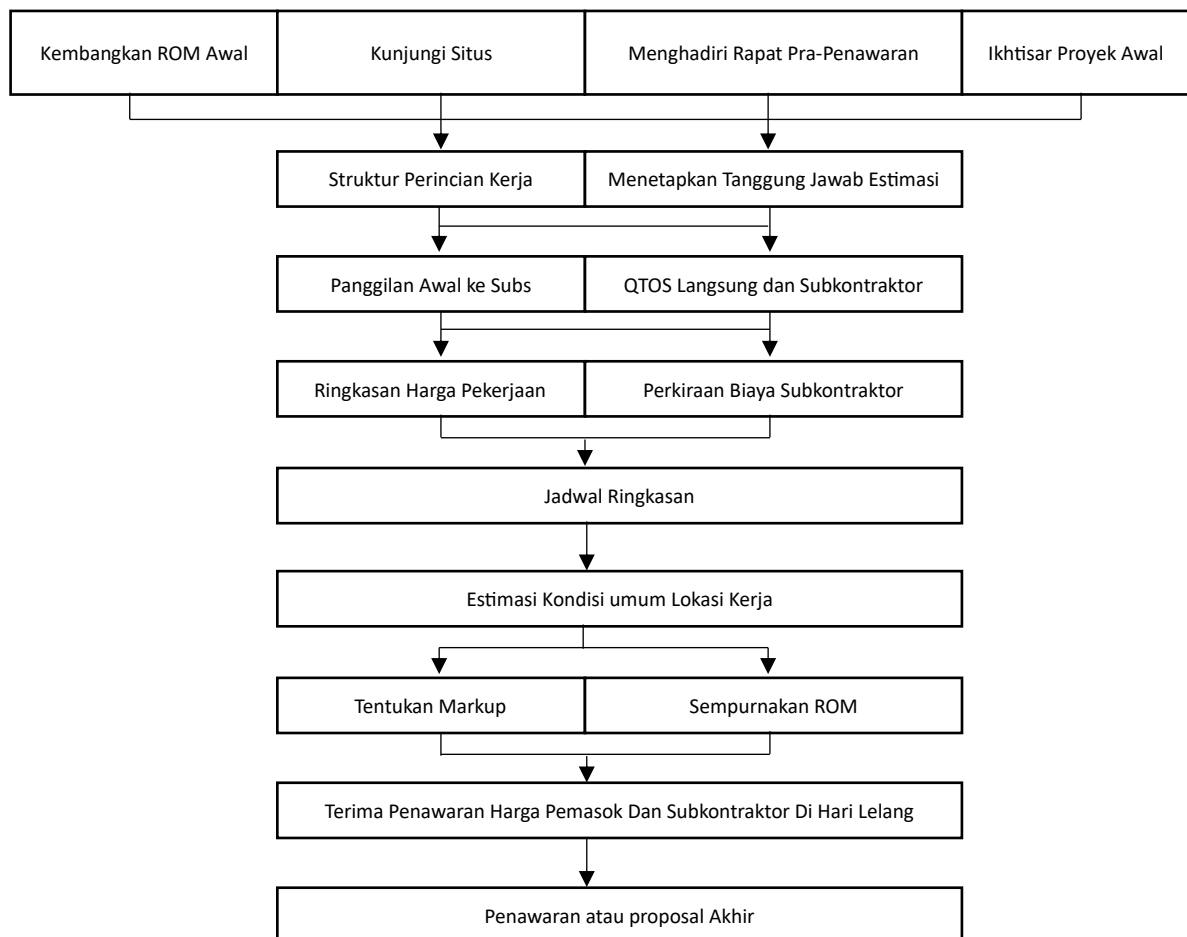 Kembangkan ROM Awal
Kunjungi Situs
Menghadiri Rapat Pra-Penawaran
Ikhtisar Proyek Awal
Struktur Perincian Kerja
Menetapkan Tanggung Jawab Estimasi
Panggilan Awal ke Subs
QTOS Langsung dan Subkontraktor
Ringkasan Harga Pekerjaan
Perkiraan Biaya Subkontraktor
Jadwal Ringkasan
Estimasi Kondisi umum Lokasi Kerja
Tentukan Markup
Sempurnakan ROM
Terima Penawaran Harga Pemasok Dan Subkontraktor Di Hari Lelang
Penawaran atau proposal Akhir